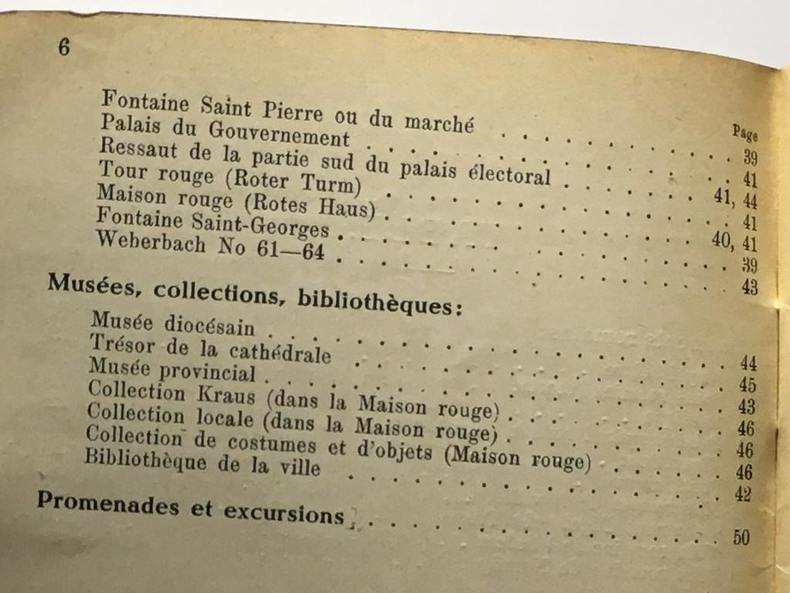 6
Page
Fontaine Saint Pierre ou du marché . . . . . . . . . . 39
Palais du Gouvernement . . . . . . . . . . . . . . . 41
Ressaut de la partie sud du palais électoral . . . . . . . 41, 44
Tour rouge (Roter Turm) . . . . . . . . . . . . . . . 41
Maison rouge (Rotes Haus) . . . . . . . . . . . . . . 40, 41
Fontaine Saint-Georges . . . . . . . . . . . . . . . . 39
Weberbach No 61—64 . . . . . . . . . . . . . . . . 43
Musées, collections, bibliothèques:
Musée diocésain . . . . . . . . . . . . . . . . . . . 44
Trésor de la cathédrale . . . . . . . . . . . . . . . . 45
Musée provincial . . . . . . . . . . . . . . . . . . . 43
Collection Kraus (dans la Maison rouge) . . . . . . . . . 46
Collection locale (dans la Maison rouge) . . . . . . . . . 46
Collection de costumes et d'objets (Maison rouge) . . . . . . 46
Bibliothèque de la ville . . . . . . . . . . . . . . . . 42
Promenades et excursions . . . . . . . . . . . . . . . 50